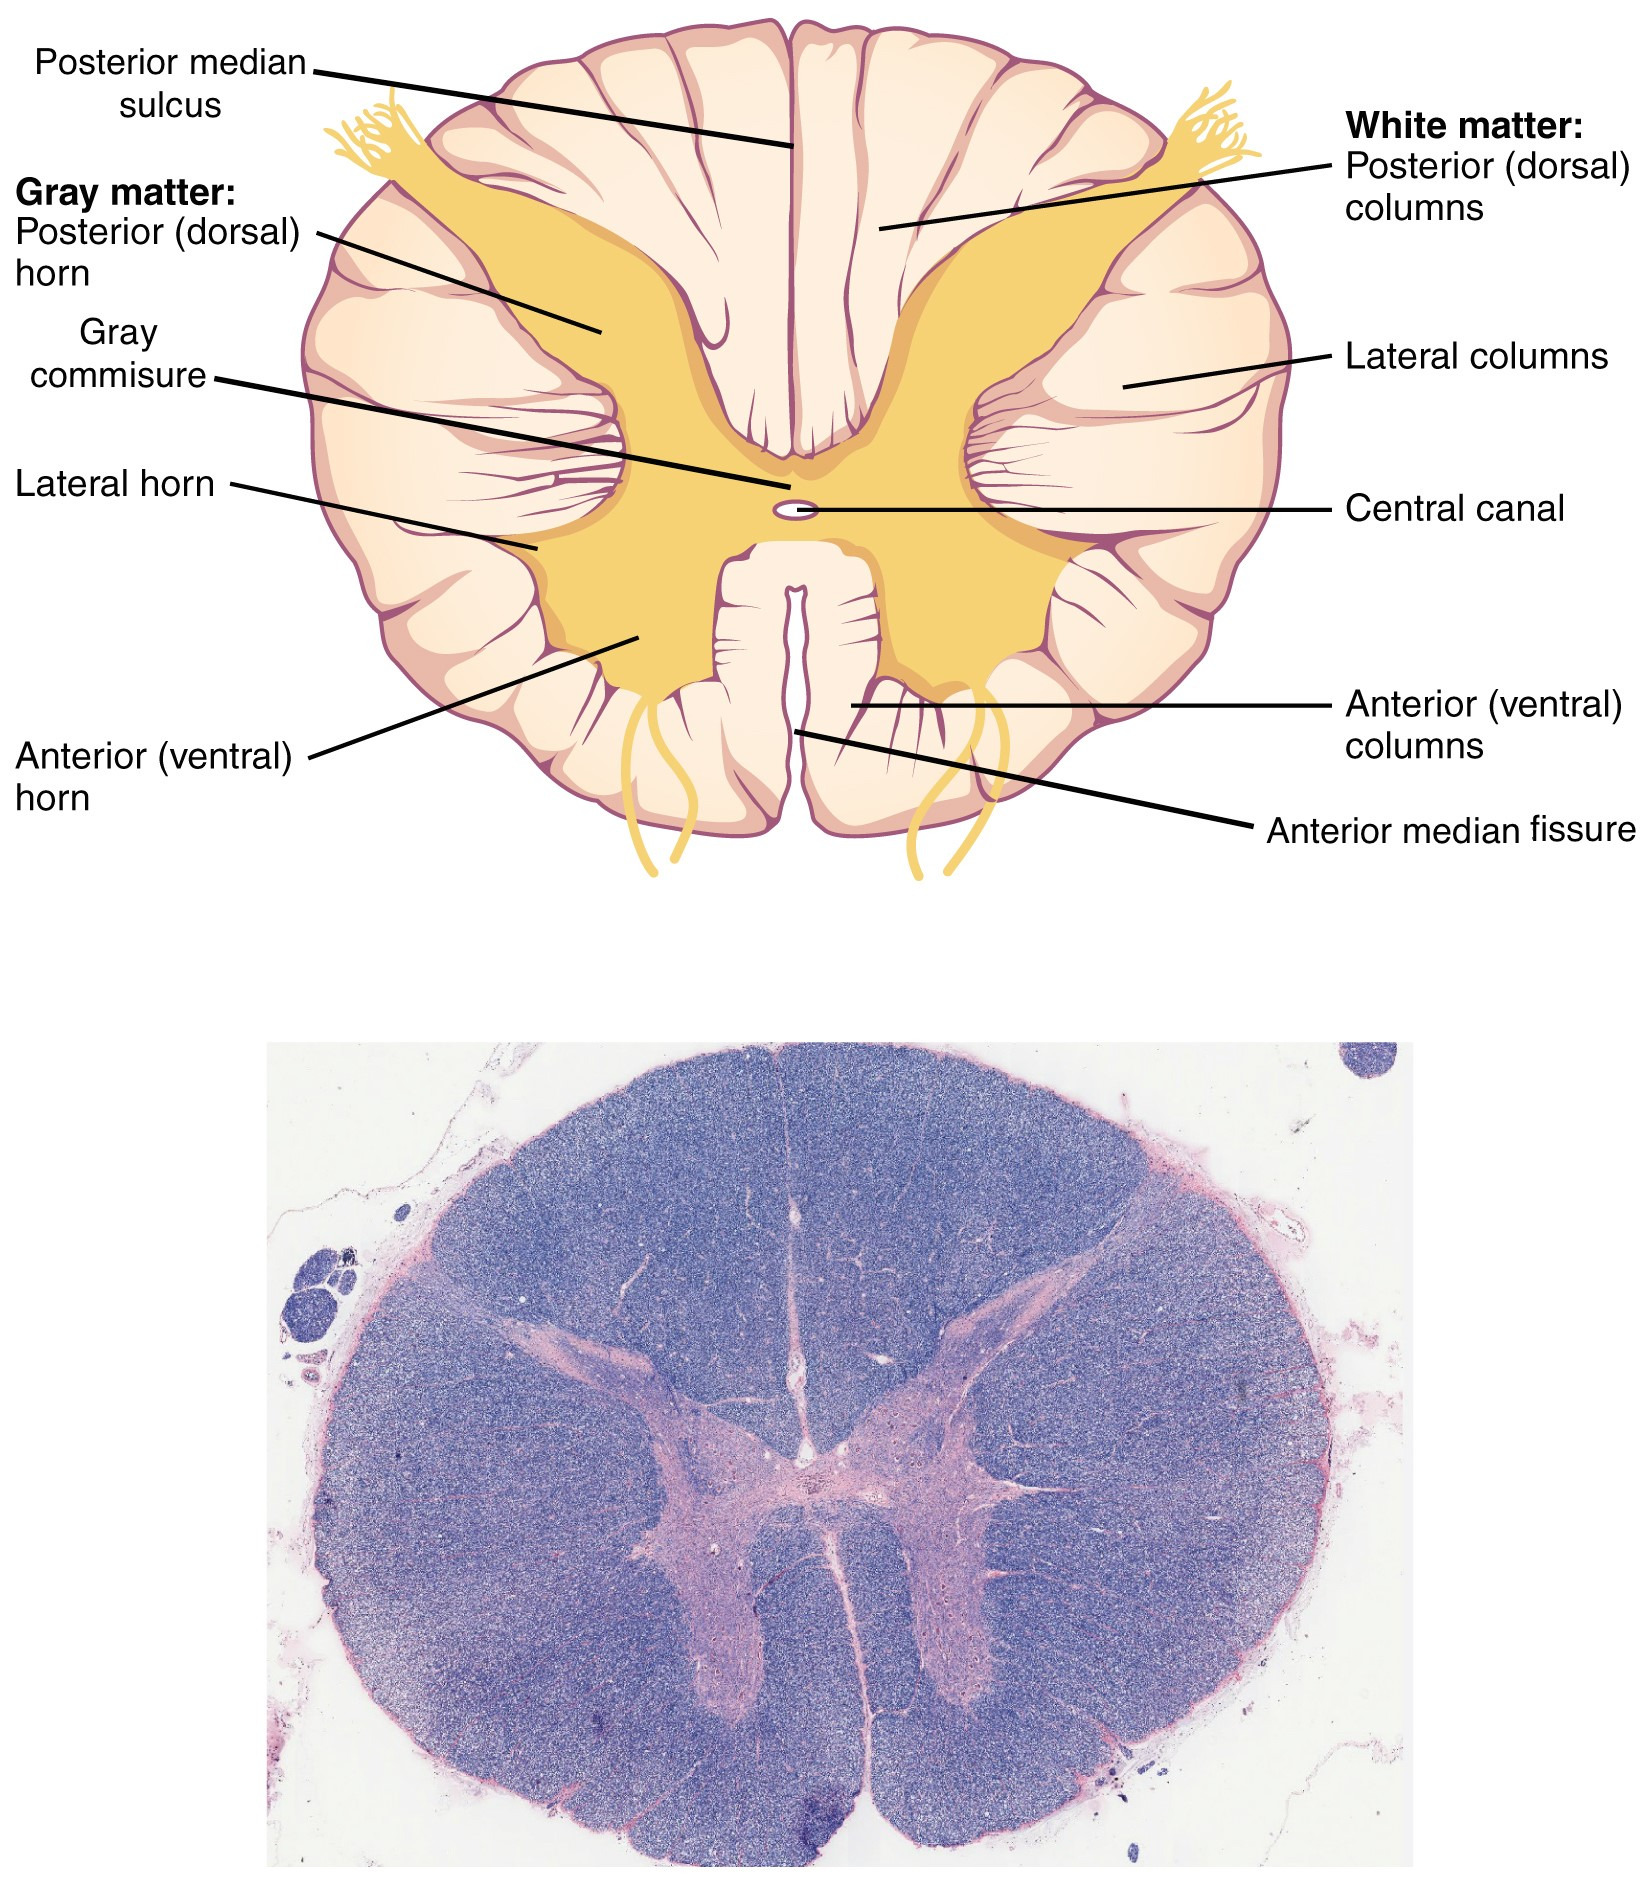 Posterior median
sulcus
Gray matter:
Posterior (dorsal)
horn
Gray
commisure
Lateral horn
Anterior (ventral)
horn
White matter:
Posterior (dorsal)
columns
Lateral columns
Central canal
Anterior (ventral)
columns
Anterior median fissure